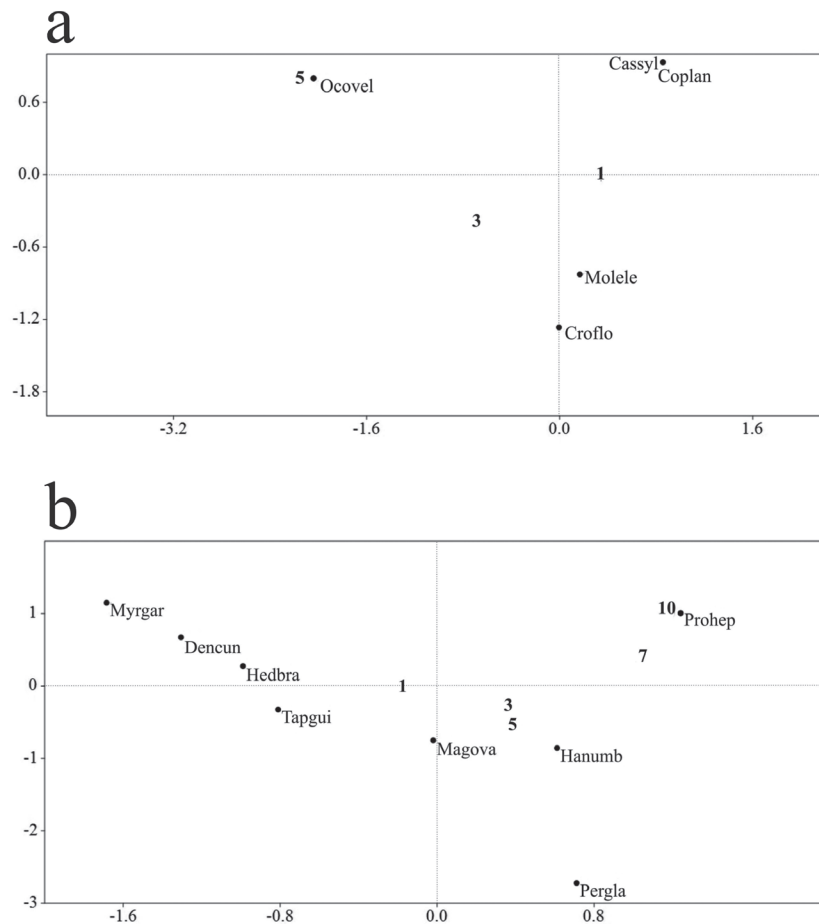 a
0.6
0.0
-0.6
-1.2
-1.8
5 Ocovel
Cassyl
Coplan
1
3
Molele
Croflo
-3.2 -1.6 0.0 1.6
b
1
0
-1
-2
-3
Myrgar
Dencun
Hedbra
Tapgui
1
Magova
3
5
10 Prohep
7
Hanumb
Pergla
-1.6 -0.8 0.0 0.8